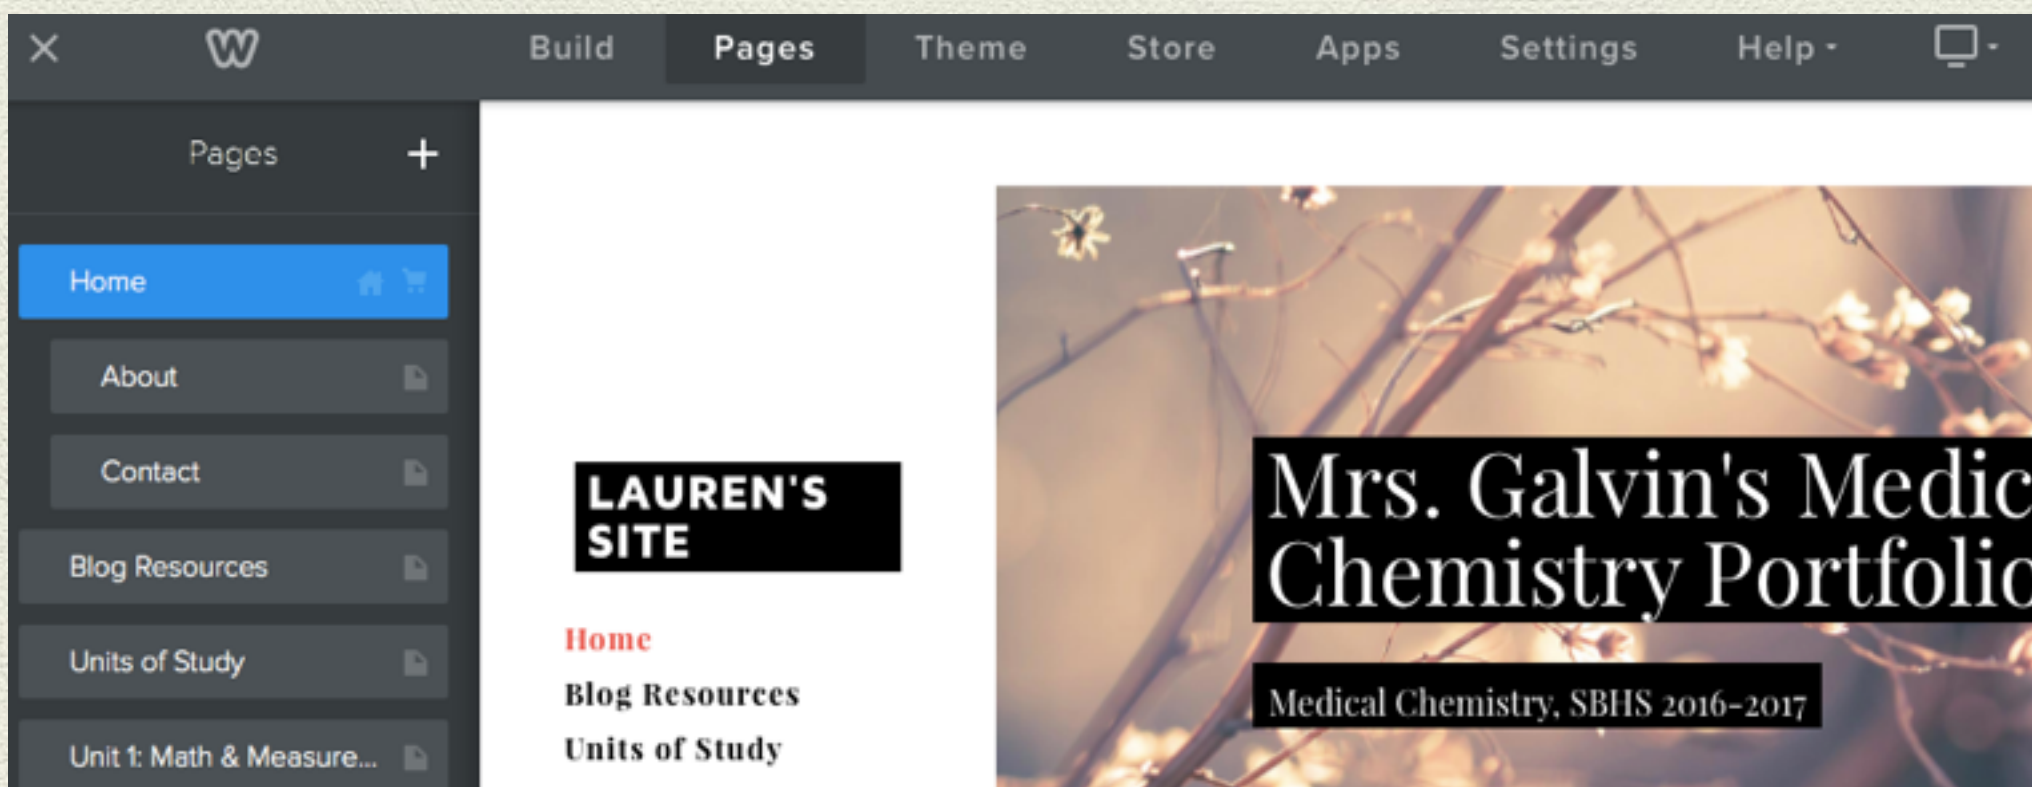 Build Pages Theme Store Apps Settings Help
Pages
Home
About
Contact
Blog Resources
Units of Study
Unit 1: Math & Measure...
LAUREN'S
SITE
Home
Blog Resources
Units of Study
Mrs. Galvin's Medic
Chemistry Portfolio
Medical Chemistry, SBHS 2016-2017